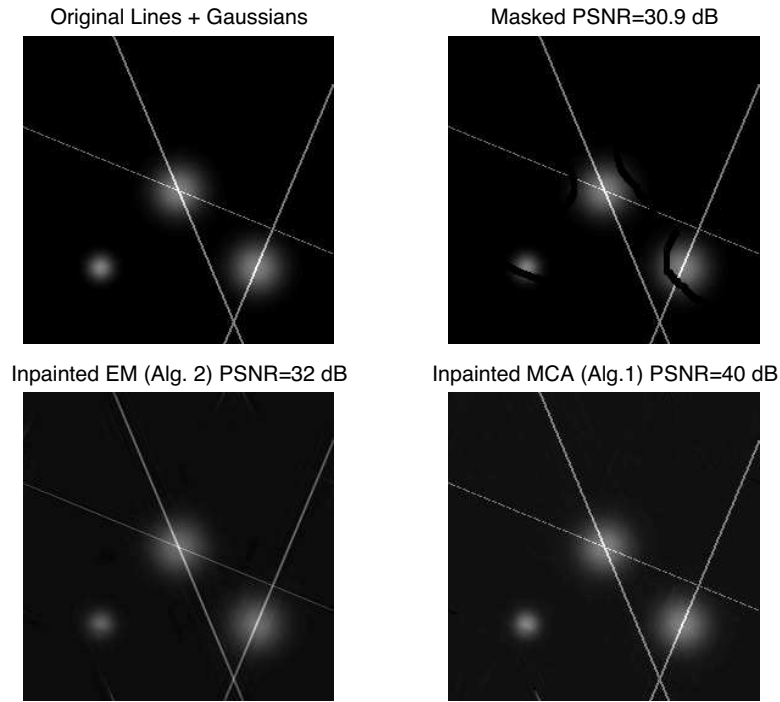 Original Lines + Gaussians
Masked PSNR=30.9 dB
Inpainted EM (Alg. 2) PSNR=32 dB
Inpainted MCA (Alg.1) PSNR=40 dB